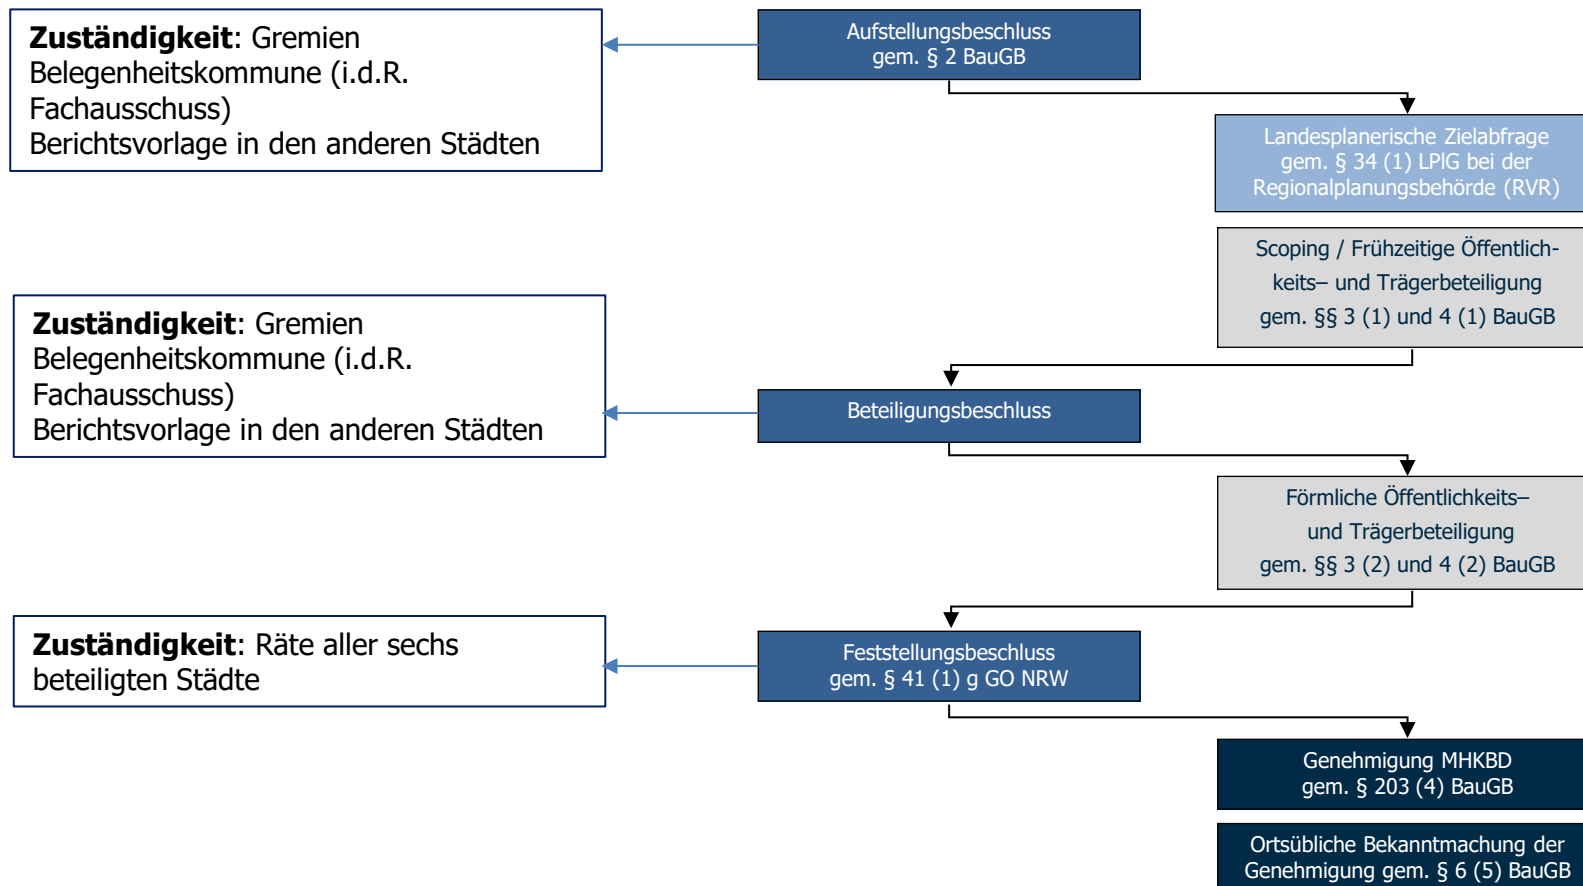 Zuständigkeit: Gremien
Belegenheitskommune (i.d.R.
Fachausschuss)
Berichtsvorlage in den anderen Städten
Aufstellungsbeschluss
gem. § 2 BauGB
Landesplanerische Zielabfrage
gem. § 34 (1) LPlG bei der
Regionalplanungsbehörde (RVR)
Scoping / Frühzeitige Öffentlich-
keits– und Trägerbeteiligung
gem. §§ 3 (1) und 4 (1) BauGB
Zuständigkeit: Gremien
Belegenheitskommune (i.d.R.
Fachausschuss)
Berichtsvorlage in den anderen Städten
Beteiligungsbeschluss
Förmliche Öffentlichkeits–
und Trägerbeteiligung
gem. §§ 3 (2) und 4 (2) BauGB
Zuständigkeit: Räte aller sechs
beteiligten Städte
Feststellungsbeschluss
gem. § 41 (1) g GO NRW
Genehmigung MHKBD
gem. § 203 (4) BauGB
Ortsübliche Bekanntmachung der
Genehmigung gem. § 6 (5) BauGB